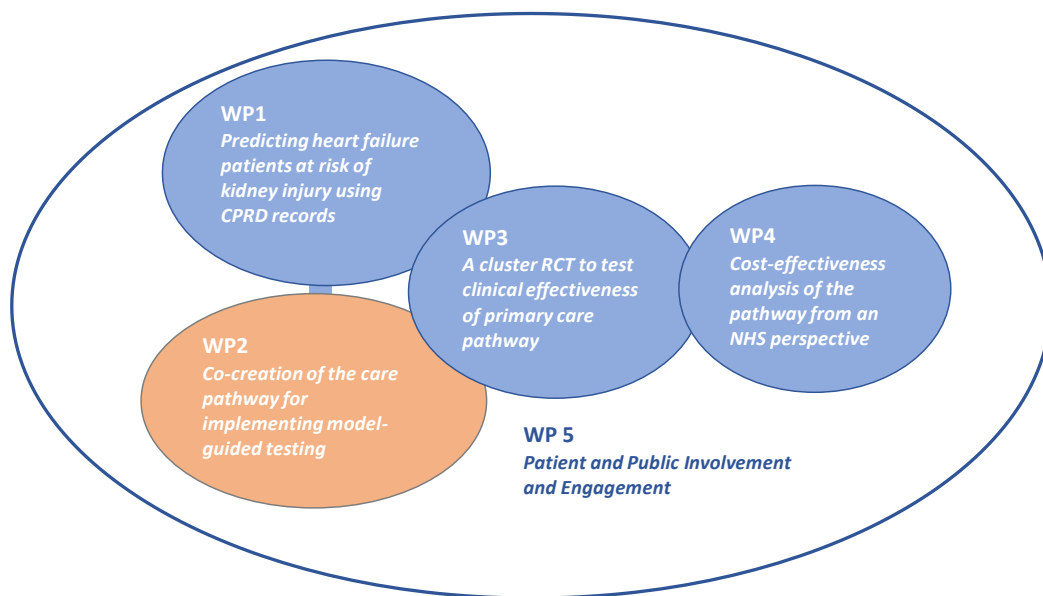 WP1
Predicting heart failure
patients at risk of
kidney injury using
CPRD records
WP3
A cluster RCT to test
clinical effectiveness
of primary care
pathway
WP4
Cost-effectiveness
analysis of the
pathway from an
NHS perspective
WP2
Co-creation of the care
pathway for
implementing model-
guided testing
WP 5
Patient and Public Involvement
and Engagement